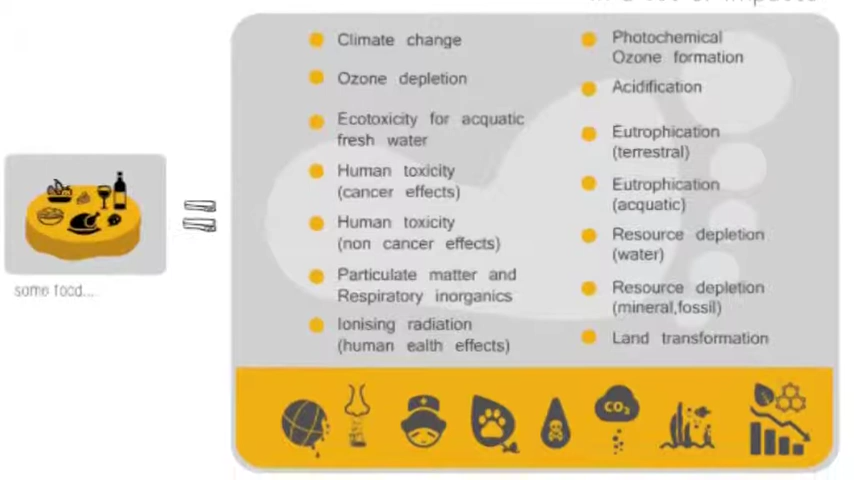 Climate change
Ozone depletion
Ecotoxicity for acquatic
fresh water
Human toxicity
(cancer effects)
Human toxicity
(non cancer effects)
Particulate matter and
Respiratory inorganics
Ionising radiation
(human ealth effects)
Photochemical
Ozone formation
Acidification
Eutrophication
(terrestral)
Eutrophication
(acquatic)
Resource depletion
(water)
Resource depletion
(mineral,fossil)
Land transformation
some food....
CO2